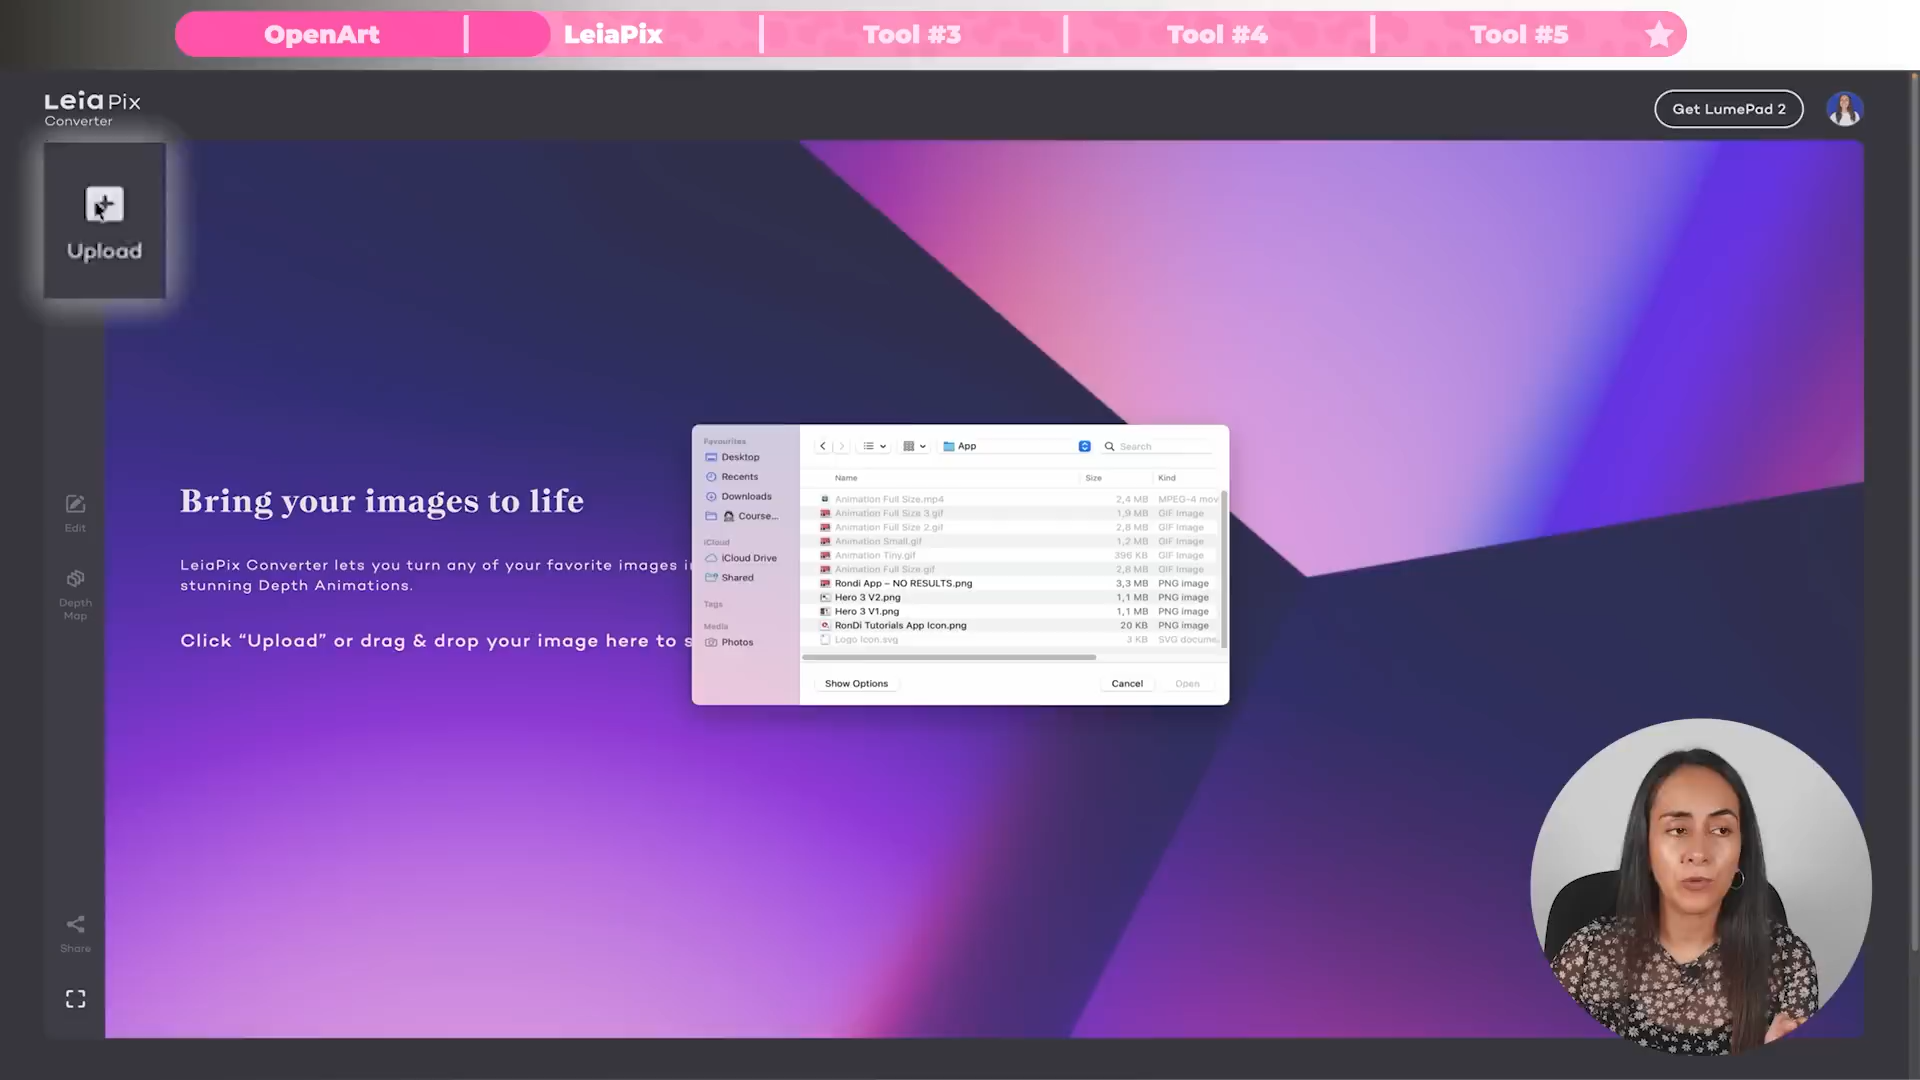 OpenArt
LeiaPix
Tool #3
Tool #4
Tool #5
Leia Pix
Converter
Get LumePad 2
Upload
Edit
Depth
Map
Share
Bring your images to life
LeiaPix Converter lets you turn any of your favorite images i
stunning Depth Animations.
Click “Upload” or drag & drop your image here to s
Favourites
Desktop
Recents
Downloads
Course...
iCloud
iCloud Drive
Shared
Tags
Media
Photos
App
Search
Name Size Kind
Animation Full Size.mp4 2,4 MB MPEG-4 mov
Animation Full Size 3.gif 1,9 MB GIF Image
Animation Full Size 2.gif 2,8 MB GIF Image
Animation Small.gif 1,2 MB GIF Image
Animation Tiny.gif 396 KB GIF Image
Animation Full Size.gif 2,8 MB GIF Image
Rondi App – NO RESULTS.png 3,3 MB PNG image
Hero 3 V2.png 1,1 MB PNG image
Hero 3 V1.png 1,1 MB PNG image
RonDi Tutorials App Icon.png 20 KB PNG image
Logo Icon.svg 3 KB SVG docume
Show Options
Cancel
Open